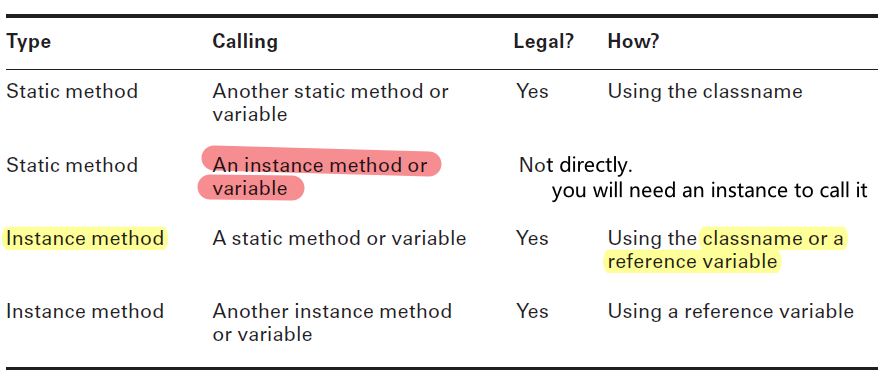 Type Calling Legal? How?
Static method Another static method or Yes Using the classname
variable
Static method An instance method or Not directly.
variable you will need an instance to call it
Instance method A static method or variable Yes Using the classname or a
reference variable
Instance method Another instance method Yes Using a reference variable
or variable